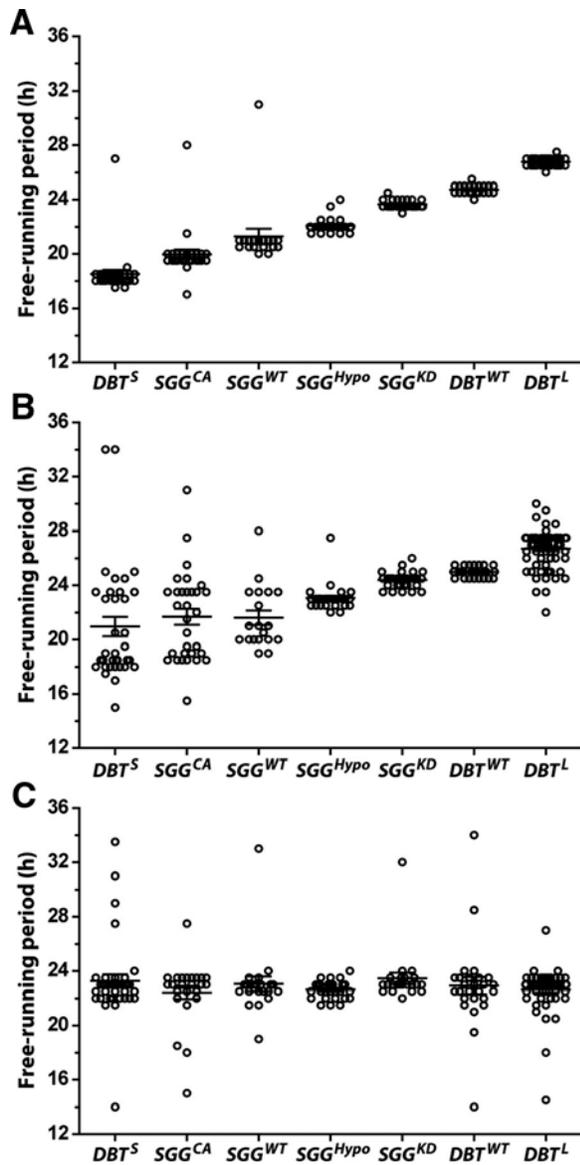 A
Free-running period (h)
36
32
28
24
20
16
12
DBT^S SGG^CA SGG^WT SGG^Hypo SGG^KD DBT^WT DBT^L
B
Free-running period (h)
36
32
28
24
20
16
12
DBT^S SGG^CA SGG^WT SGG^Hypo SGG^KD DBT^WT DBT^L
C
Free-running period (h)
36
32
28
24
20
16
12
DBT^S SGG^CA SGG^WT SGG^Hypo SGG^KD DBT^WT DBT^L